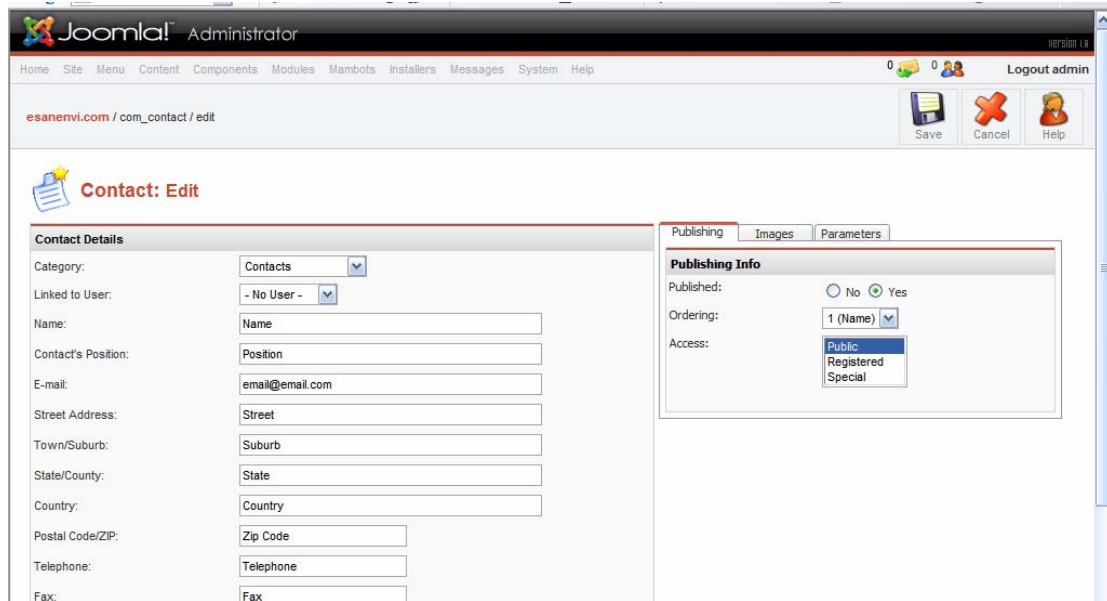 Joomla! Administrator
version 1.0
Home Site Menu Content Components Modules Mambots Installers Messages System Help 0 0 Logout admin
esanenvi.com / com_contact / edit
Save Cancel Help
Contact: Edit
Contact Details
Category: Contacts
Linked to User: - No User -
Name: Name
Contact's Position: Position
E-mail: email@email.com
Street Address: Street
Town/Suburb: Suburb
State/County: State
Country: Country
Postal Code/ZIP: Zip Code
Telephone: Telephone
Fax: Fax
Publishing Images Parameters
Publishing Info
Published: No Yes
Ordering: 1 (Name)
Access: Public
Registered
Special